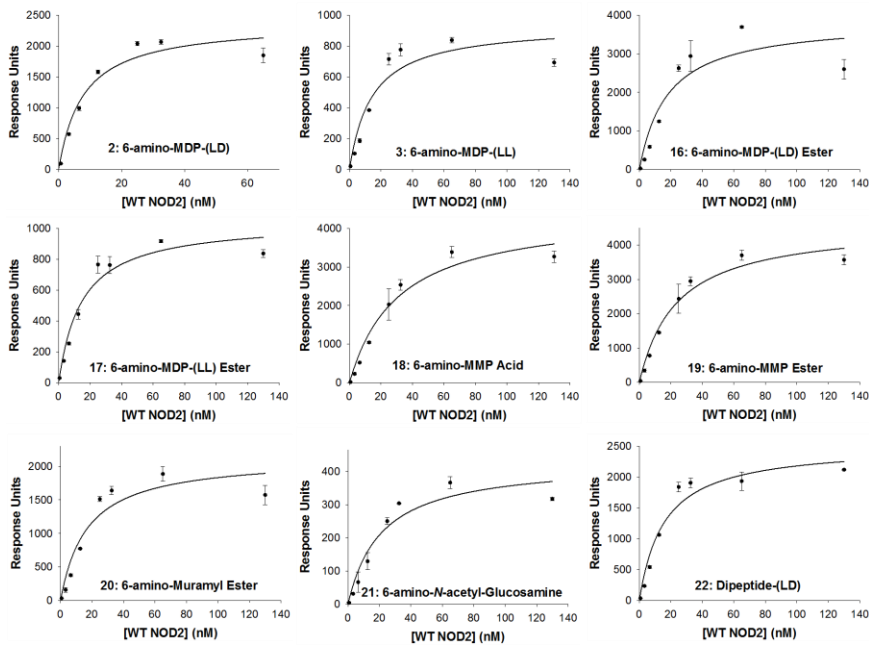 Response Units
2500
2000
1500
1000
500
0
0 10 20 30 40 50 60 70
2: 6-amino-MDP-(LD)
[WT NOD2] (nM)
Response Units
1000
800
600
400
200
0
0 20 40 60 80 100 120 140
3: 6-amino-MDP-(LL)
[WT NOD2] (nM)
Response Units
4000
3000
2000
1000
0
0 20 40 60 80 100 120 140
16: 6-amino-MDP-(LD) Ester
[WT NOD2] (nM)
Response Units
1000
800
600
400
200
0
0 20 40 60 80 100 120 140
17: 6-amino-MDP-(LL) Ester
[WT NOD2] (nM)
Response Units
4000
3000
2000
1000
0
0 20 40 60 80 100 120 140
18: 6-amino-MMP Acid
[WT NOD2] (nM)
Response Units
4000
3000
2000
1000
0
0 20 40 60 80 100 120 140
19: 6-amino-MMP Ester
[WT NOD2] (nM)
Response Units
2000
1500
1000
500
0
0 20 40 60 80 100 120 140
20: 6-amino-Muramyl Ester
[WT NOD2] (nM)
Response Units
400
300
200
100
0
0 20 40 60 80 100 120 140
21: 6-amino-N-acetyl-Glucosamine
[WT NOD2] (nM)
Response Units
2500
2000
1500
1000
500
0
0 20 40 60 80 100 120 140
22: Dipeptide-(LD)
[WT NOD2] (nM)